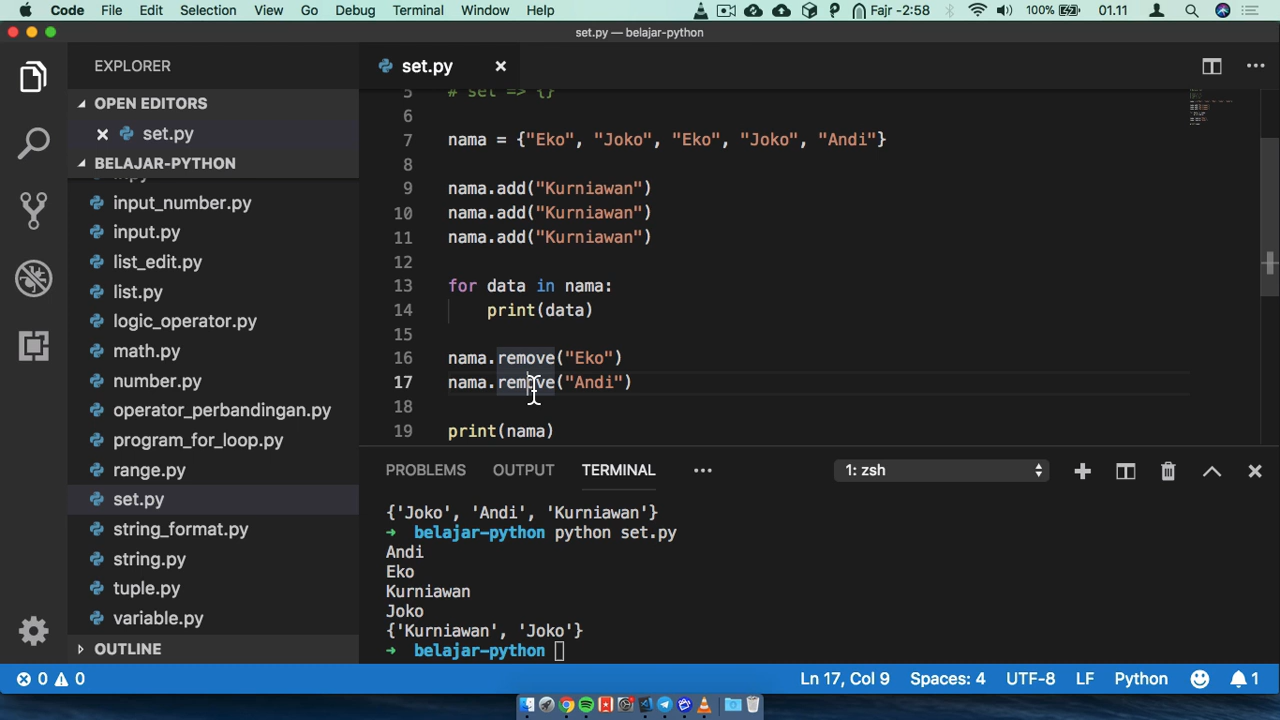 Code File Edit Selection View Go Debug Terminal Window Help Fajr -2:58 100% 01.11
set.py — belajar-python
EXPLORER
OPEN EDITORS
set.py
BELAJAR-PYTHON
input_number.py
input.py
list_edit.py
list.py
logic_operator.py
math.py
number.py
operator_perbandingan.py
program_for_loop.py
range.py
set.py
string_format.py
string.py
tuple.py
variable.py
OUTLINE
set.py
5 # set => {}
6
7 nama = {"Eko", "Joko", "Eko", "Joko", "Andi"}
8
9 nama.add("Kurniawan")
10 nama.add("Kurniawan")
11 nama.add("Kurniawan")
12
13 for data in nama:
14 print(data)
15
16 nama.remove("Eko")
17 nama.remove("Andi")
18
19 print(nama)
PROBLEMS OUTPUT TERMINAL ... 1: zsh
{'Joko', 'Andi', 'Kurniawan'}
➜ belajar-python python set.py
Andi
Eko
Kurniawan
Joko
{'Kurniawan', 'Joko'}
➜ belajar-python
0 0 Ln 17, Col 9 Spaces: 4 UTF-8 LF Python 1